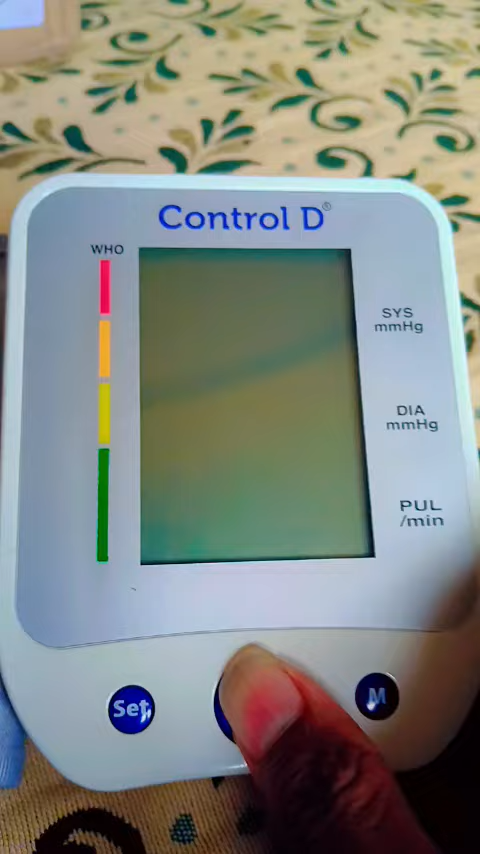 Control D®
WHO
SYS
mmHg
DIA
mmHg
PUL
/min
Set
M